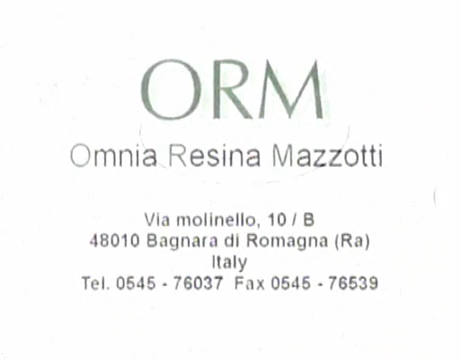 ORM
Omnia Resina Mazzotti
Via molinello, 10 / B
48010 Bagnara di Romagna (Ra)
Italy
Tel. 0545 - 76037 Fax 0545 - 76539